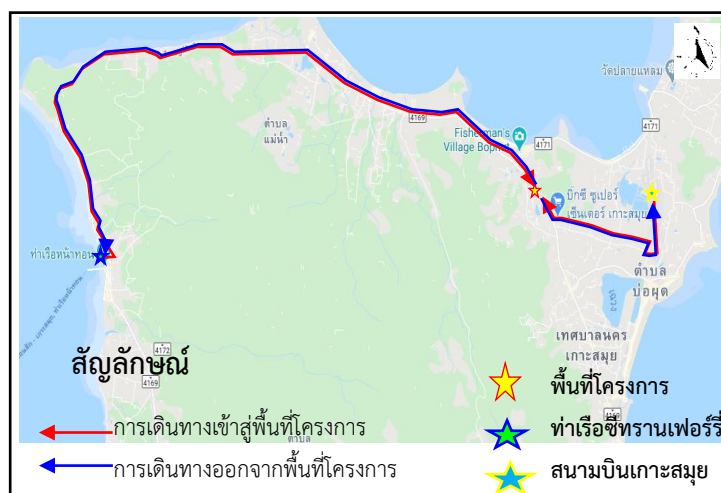 วัดปลายแหลม
4171
4169
ตำบล
แม่น้ำ
Fisherman's
Village Bophut
4171
4171
บิ๊กซี ซูเปอร์
เซ็นเตอร์ เกาะสมุย
ท่าเรือหน้าทอน
ตำบล
บ่อผุด
เฉวง
เทศบาลนคร
เกาะสมุย
4172
4169
สัญลักษณ์
พื้นที่โครงการ
การเดินทางเข้าสู่พื้นที่โครงการ
ตำบล
ท่าเรือซีทรานเฟอร์รี่
การเดินทางออกจากพื้นที่โครงการ
สนามบินเกาะสมุย